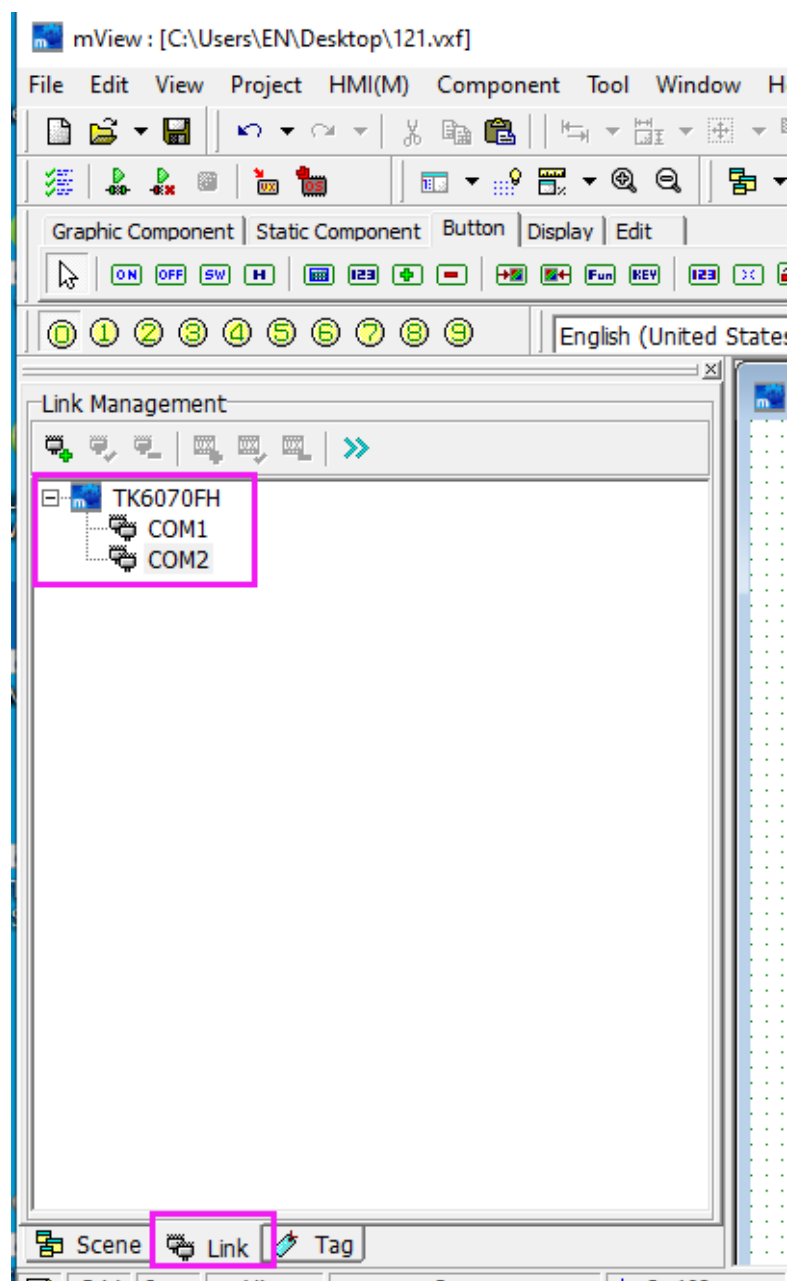 mView : [C:\Users\EN\Desktop\121.vxf]
File Edit View Project HMI(M) Component Tool Window
Graphic Component Static Component Button Display Edit
ON OFF SW H 123 Fun KEY 123
0 1 2 3 4 5 6 7 8 9 English (United States
Link Management
TK6070FH
COM1
COM2
Scene Link Tag